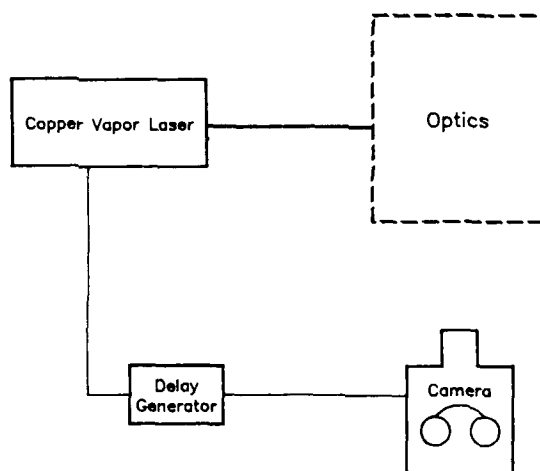 Copper Vapor Laser
Optics
Delay
Generator
Camera